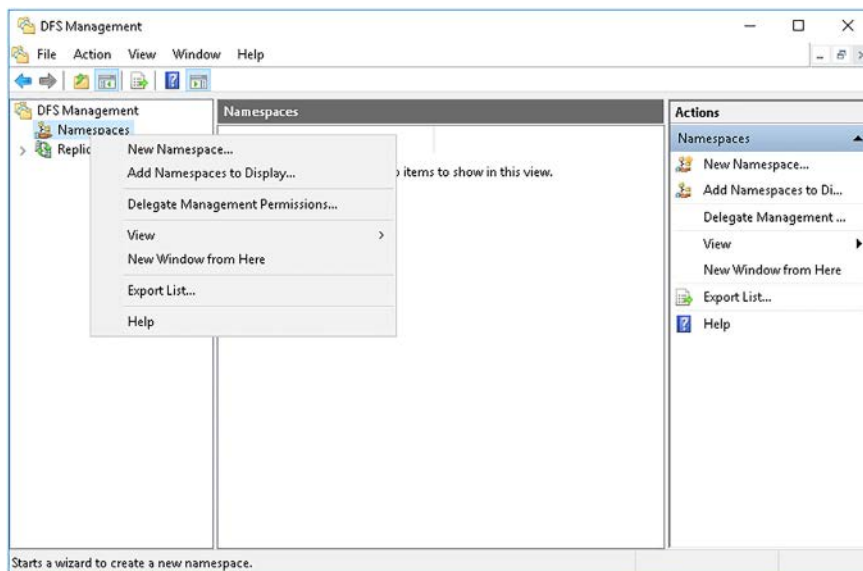 DFS Management
File Action View Window Help
DFS Management
Namespaces
Replic
Namespaces
items to show in this view.
New Namespace...
Add Namespaces to Display...
Delegate Management Permissions...
View
New Window from Here
Export List...
Help
Actions
Namespaces
New Namespace...
Add Namespaces to Di...
Delegate Management ...
View
New Window from Here
Export List...
Help
Starts a wizard to create a new namespace.